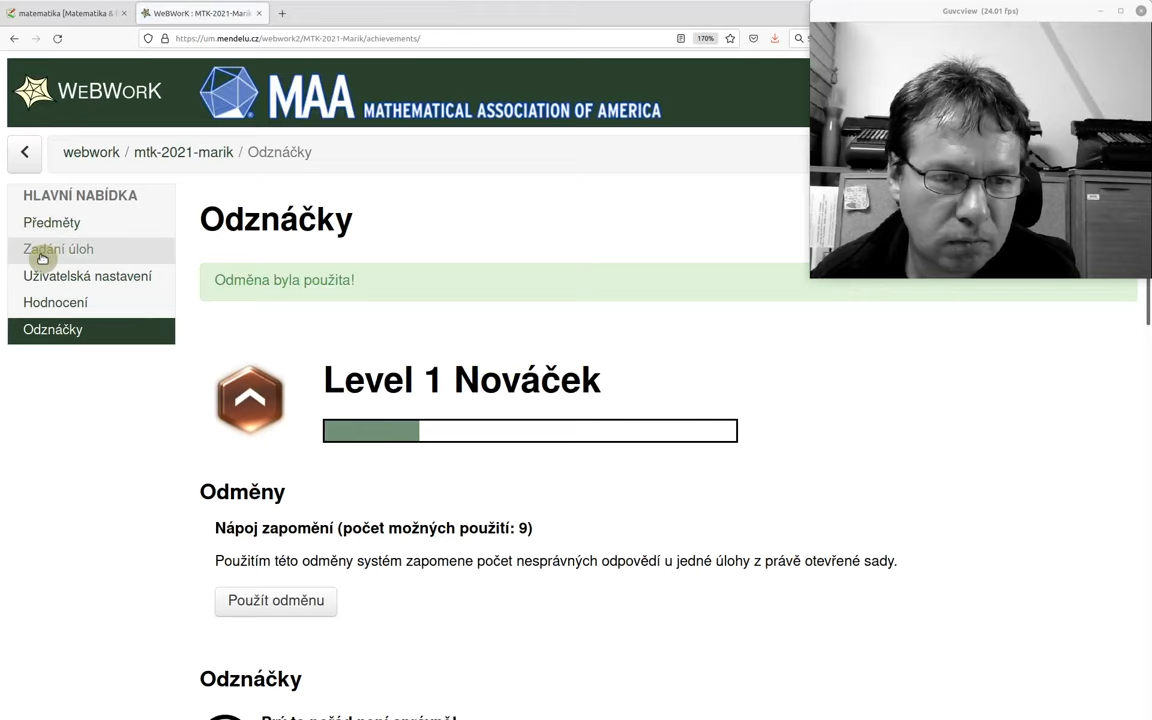 matematika [Matematika &
WeBWorK : MTK-2021-Marik
Guvcview (24.01 fps)
https://um.mendelu.cz/webwork2/MTK-2021-Marik/achievements/
170%
WEBWORK
MAA MATHEMATICAL ASSOCIATION OF AMERICA
webwork / mtk-2021-marik / Odznáčky
HLAVNÍ NABÍDKA
Předměty
Zadání úloh
Uživatelská nastavení
Hodnocení
Odznáčky
Odznáčky
Odměna byla použita!
Level 1 Nováček
Odměny
Nápoj zapomění (počet možných použití: 9)
Použitím této odměny systém zapomene počet nesprávných odpovědí u jedné úlohy z právě otevřené sady.
Použít odměnu
Odznáčky